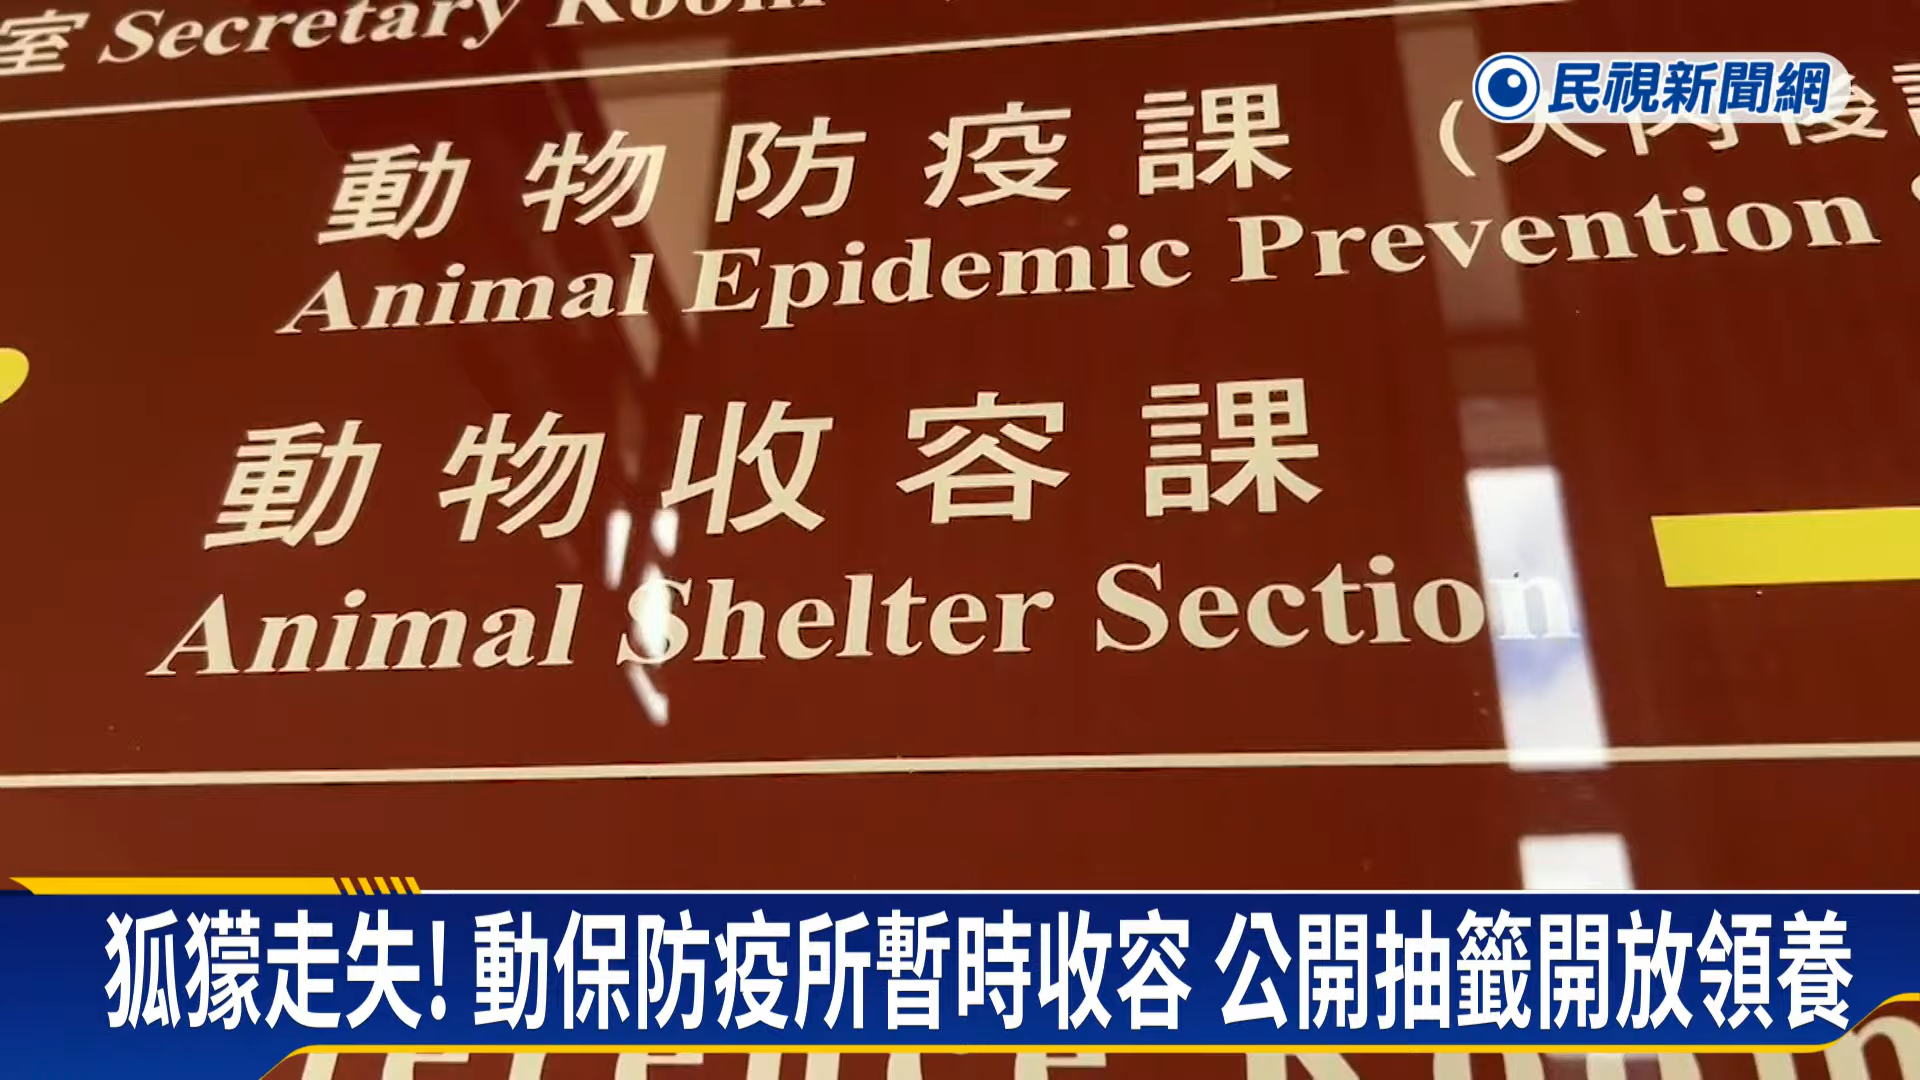 室 Secretary Room
民視新聞網
動物防疫課
Animal Epidemic Prevention
動物收容課
Animal Shelter Section
狐獴走失! 動保防疫所暫時收容 公開抽籤開放領養